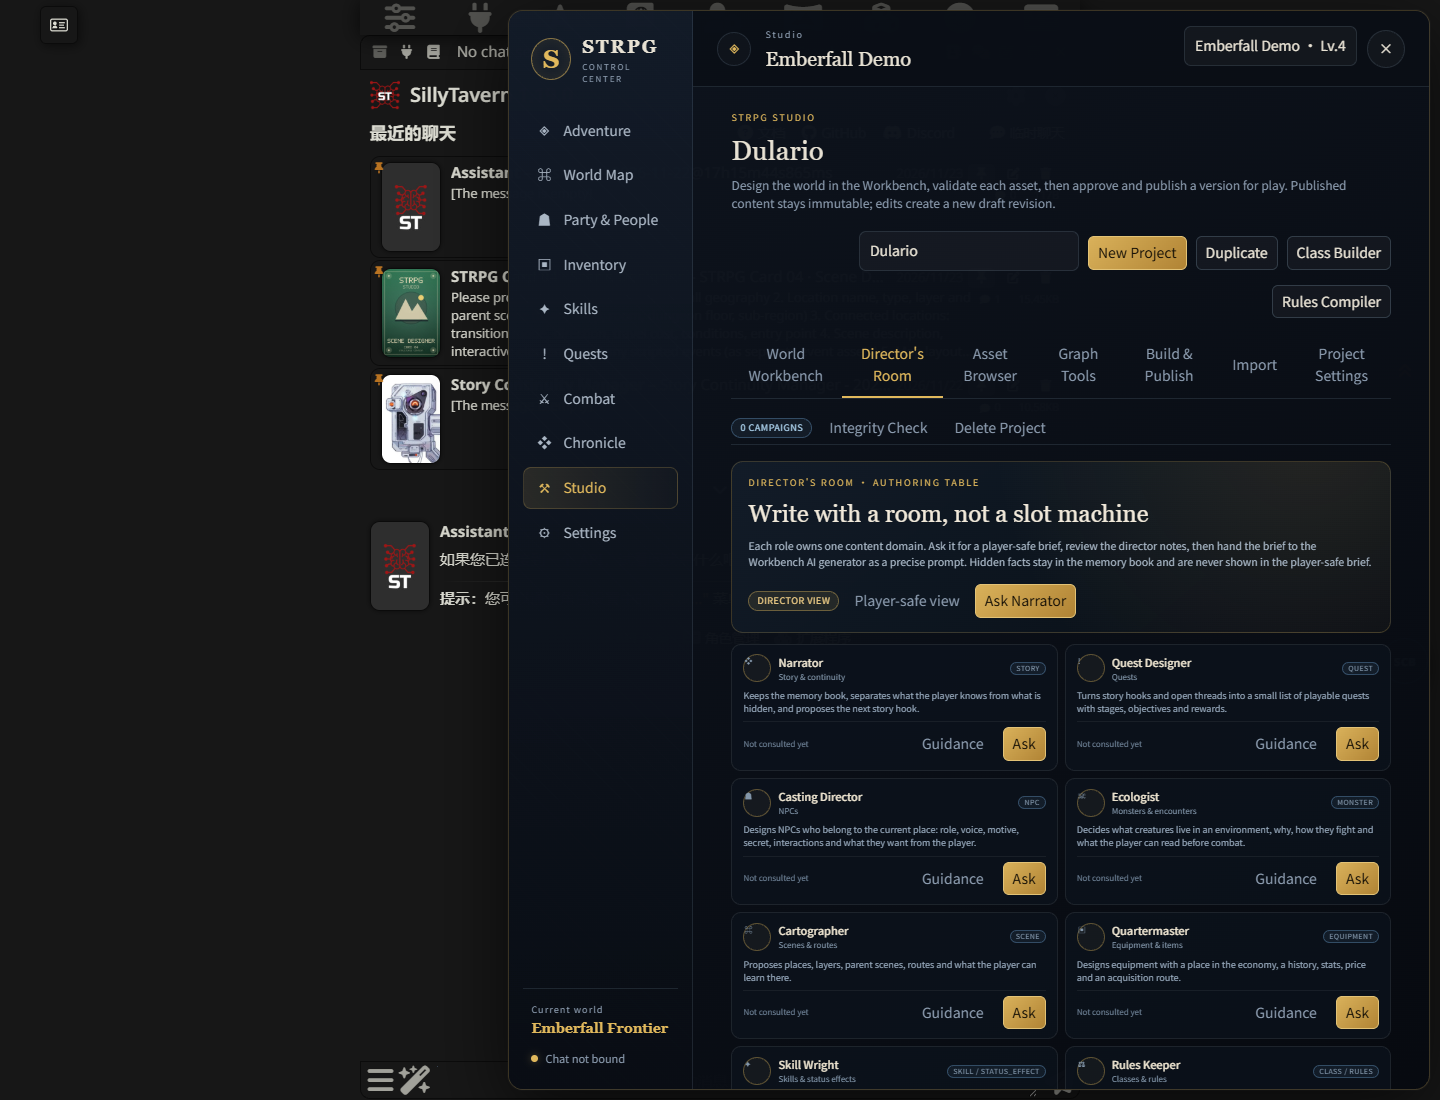 No chat
SillyTavern
最近的聊天
Assistan
[The mess
STRPG C
Please pro
parent sce
transition
interactive
Story Co
[The mess
Assistant
如果您已连
提示：您可
S
STRPG
CONTROL
CENTER
Adventure
World Map
Party & People
Inventory
Skills
Quests
Combat
Chronicle
Studio
Settings
Current world
Emberfall Frontier
Chat not bound
Studio
Emberfall Demo
Emberfall Demo • Lv.4
STRPG STUDIO
Dulario
Design the world in the Workbench, validate each asset, then approve and publish a version for play. Published
content stays immutable; edits create a new draft revision.
Dulario
New Project
Duplicate
Class Builder
Rules Compiler
World
Workbench
Director's
Room
Asset
Browser
Graph
Tools
Build &
Publish
Import
Project
Settings
0 CAMPAIGNS
Integrity Check
Delete Project
DIRECTOR'S ROOM • AUTHORING TABLE
Write with a room, not a slot machine
Each role owns one content domain. Ask it for a player-safe brief, review the director notes, then hand the brief to the
Workbench AI generator as a precise prompt. Hidden facts stay in the memory book and are never shown in the player-safe brief.
DIRECTOR VIEW
Player-safe view
Ask Narrator
Narrator
Story & continuity
STORY
Keeps the memory book, separates what the player knows from what is
hidden, and proposes the next story hook.
Not consulted yet
Guidance
Ask
Quest Designer
Quests
QUEST
Turns story hooks and open threads into a small list of playable quests
with stages, objectives and rewards.
Not consulted yet
Guidance
Ask
Casting Director
NPCs
NPC
Designs NPCs who belong to the current place: role, voice, motive,
secret, interactions and what they want from the player.
Not consulted yet
Guidance
Ask
Ecologist
Monsters & encounters
MONSTER
Decides what creatures live in an environment, why, how they fight and
what the player can read before combat.
Not consulted yet
Guidance
Ask
Cartographer
Scenes & routes
SCENE
Proposes places, layers, parent scenes, routes and what the player can
learn there.
Not consulted yet
Guidance
Ask
Quartermaster
Equipment & items
EQUIPMENT
Designs equipment with a place in the economy, a history, stats, price
and an acquisition route.
Not consulted yet
Guidance
Ask
Skill Wright
Skills & status effects
SKILL / STATUS_EFFECT
Rules Keeper
Classes & rules
CLASS / RULES
ST
STRPG
STUDIO
SCENE DESIGNER
ST